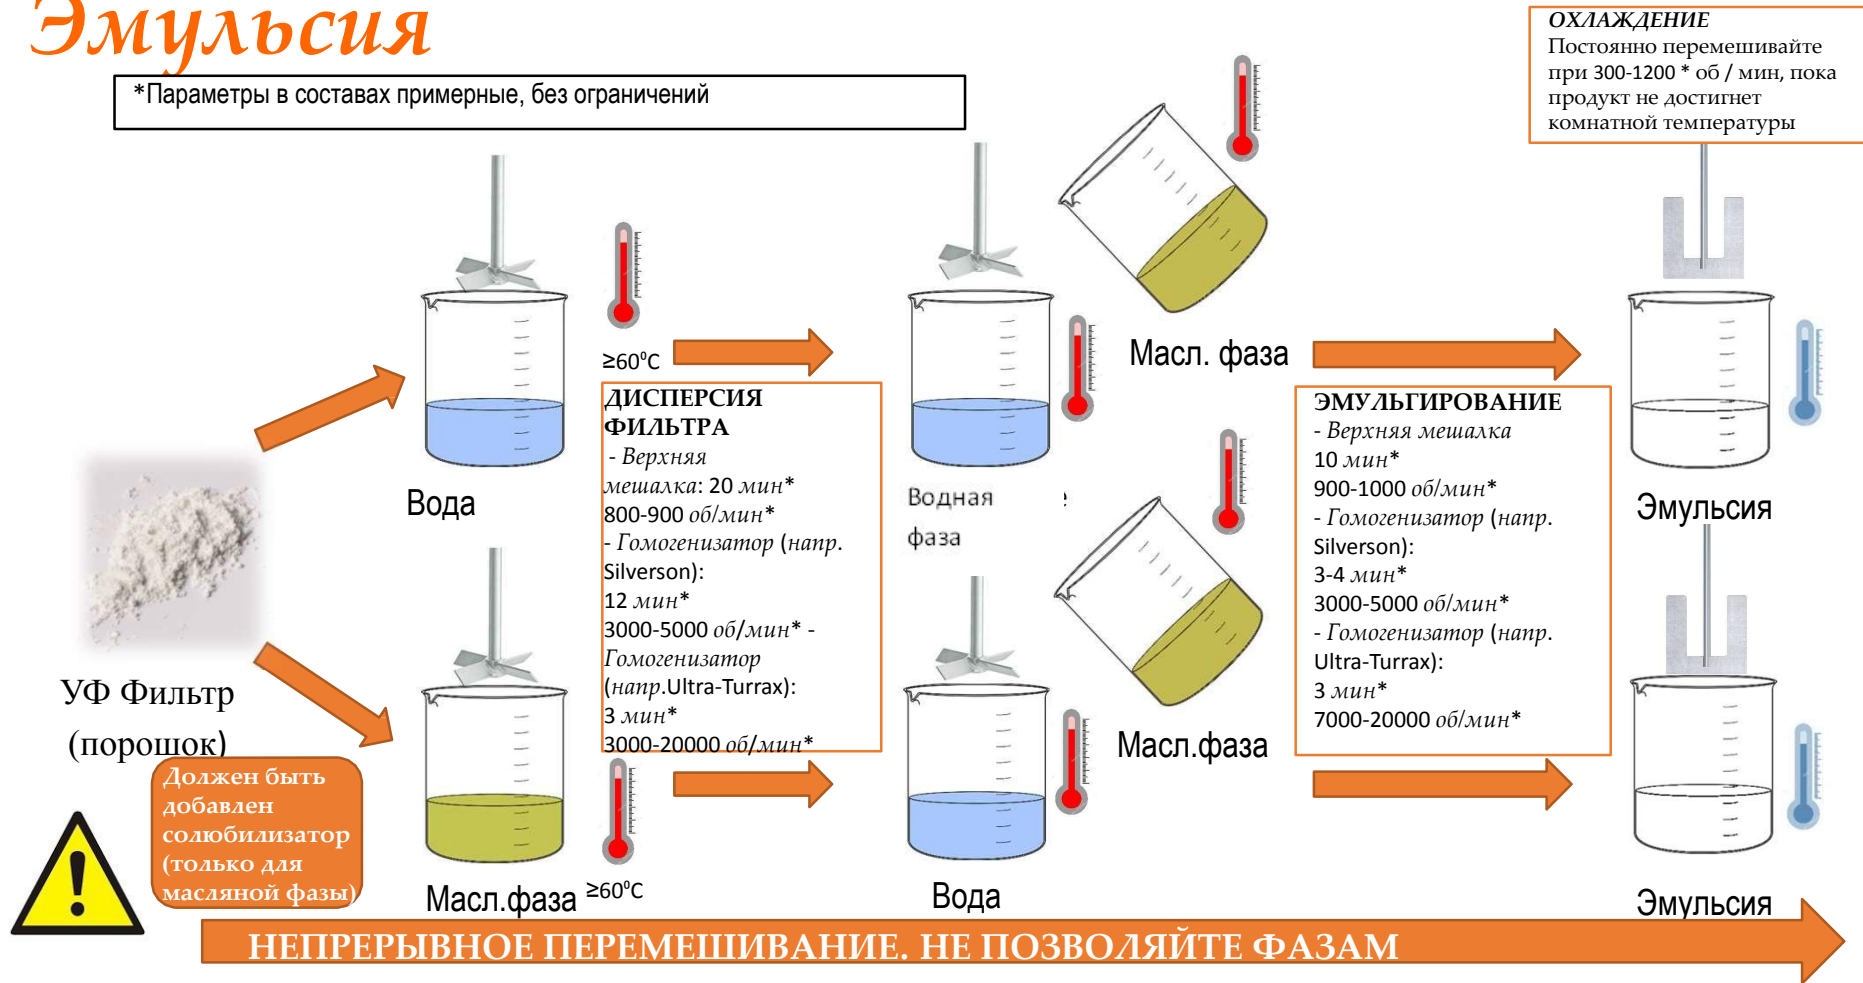 Эмульсия
*Параметры в составах примерные, без ограничений
ОХЛАЖДЕНИЕ
Постоянно перемешивайте
при 300-1200 * об / мин, пока
продукт не достигнет
комнатной температуры
≥60⁰C
Вода
ДИСПЕРСИЯ
ФИЛЬТРА
- Верхняя
мешалка: 20 мин*
800-900 об/мин*
- Гомогенизатор (напр.
Silverson):
12 мин*
3000-5000 об/мин* -
Гомогенизатор
(напр.Ultra-Turrax):
3 мин*
3000-20000 об/мин*
Водная
фаза
Масл. фаза
ЭМУЛЬГИРОВАНИЕ
- Верхняя мешалка
10 мин*
900-1000 об/мин*
- Гомогенизатор (напр.
Silverson):
3-4 мин*
3000-5000 об/мин*
- Гомогенизатор (напр.
Ultra-Turrax):
3 мин*
7000-20000 об/мин*
Эмульсия
УФ Фильтр
(порошок)
Должен быть
добавлен
солюбилизатор
(только для
масляной фазы)
Масл.фаза
≥60⁰C
Масл.фаза
Вода
Эмульсия
НЕПРЕРЫВНОЕ ПЕРЕМЕШИВАНИЕ. НЕ ПОЗВОЛЯЙТЕ ФАЗАМ